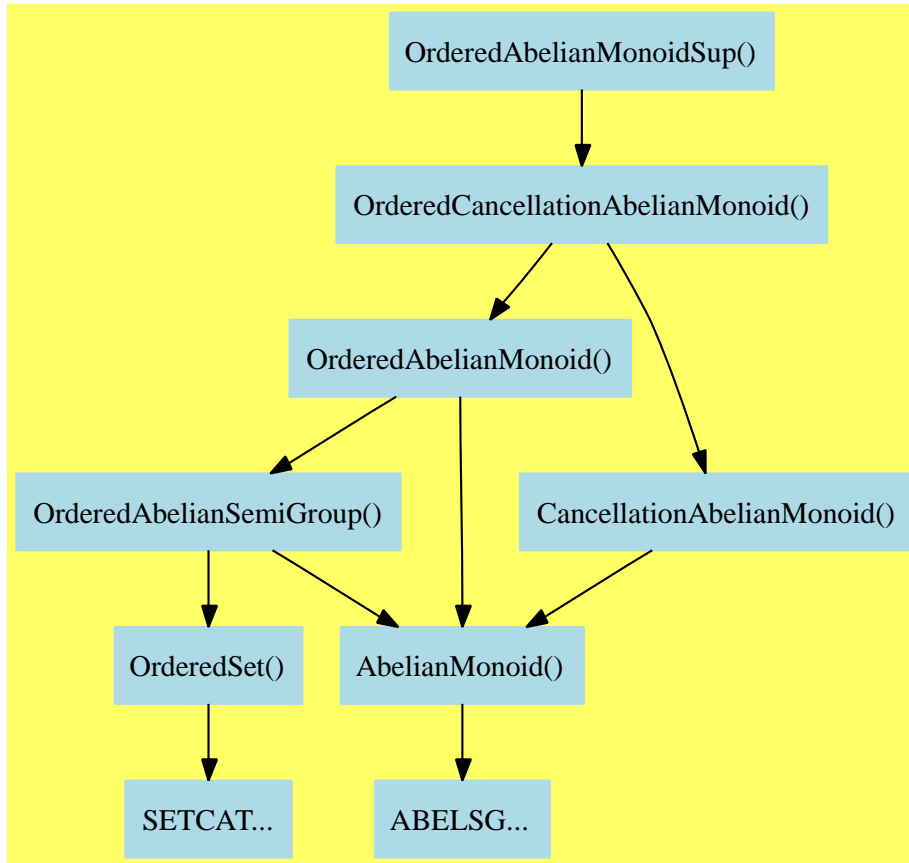 OrderedAbelianMonoidSup()
OrderedCancellationAbelianMonoid()
OrderedAbelianMonoid()
OrderedAbelianSemiGroup()
CancellationAbelianMonoid()
OrderedSet()
AbelianMonoid()
SETCAT...
ABELSG...